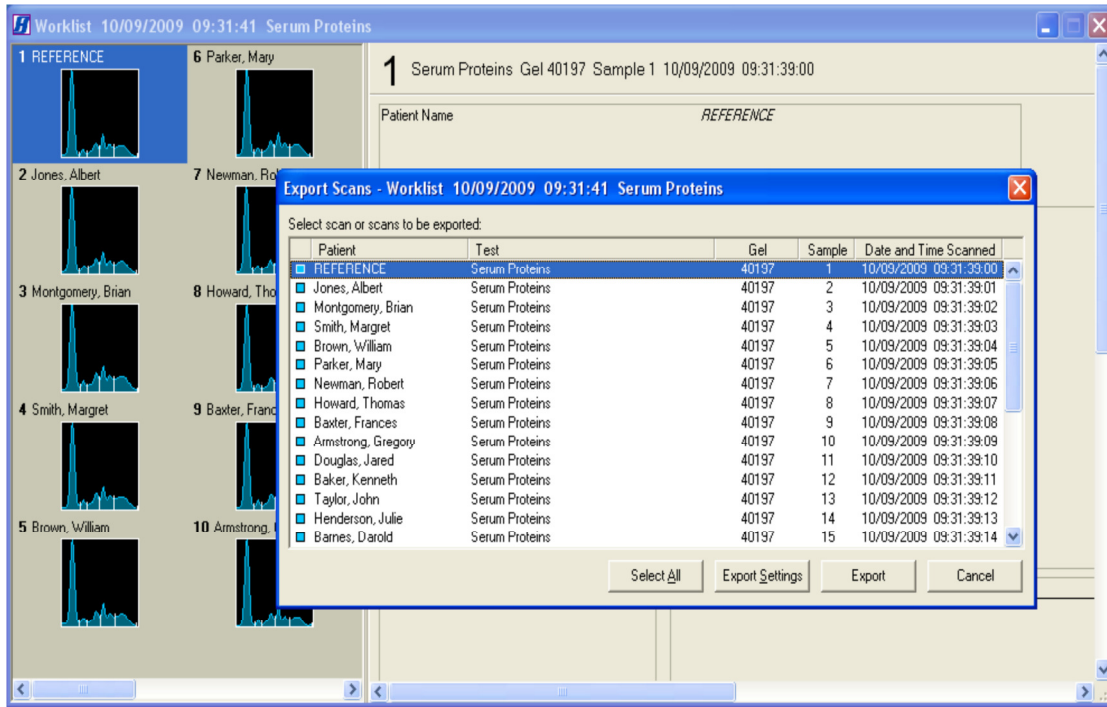 Worklist 10/09/2009 09:31:41 Serum Proteins
1 REFERENCE
6 Parker, Mary
2 Jones, Albert
7 Newman, Ro
3 Montgomery, Brian
8 Howard, Tho
4 Smith, Margret
9 Baxter, Franc
5 Brown, William
10 Armstrong,
1 Serum Proteins Gel 40197 Sample 1 10/09/2009 09:31:39:00
Patient Name REFERENCE
Export Scans - Worklist 10/09/2009 09:31:41 Serum Proteins
Select scan or scans to be exported:
Patient Test Gel Sample Date and Time Scanned
REFERENCE Serum Proteins 40197 1 10/09/2009 09:31:39:00
Jones, Albert Serum Proteins 40197 2 10/09/2009 09:31:39:01
Montgomery, Brian Serum Proteins 40197 3 10/09/2009 09:31:39:02
Smith, Margret Serum Proteins 40197 4 10/09/2009 09:31:39:03
Brown, William Serum Proteins 40197 5 10/09/2009 09:31:39:04
Parker, Mary Serum Proteins 40197 6 10/09/2009 09:31:39:05
Newman, Robert Serum Proteins 40197 7 10/09/2009 09:31:39:06
Howard, Thomas Serum Proteins 40197 8 10/09/2009 09:31:39:07
Baxter, Frances Serum Proteins 40197 9 10/09/2009 09:31:39:08
Armstrong, Gregory Serum Proteins 40197 10 10/09/2009 09:31:39:09
Douglas, Jared Serum Proteins 40197 11 10/09/2009 09:31:39:10
Baker, Kenneth Serum Proteins 40197 12 10/09/2009 09:31:39:11
Taylor, John Serum Proteins 40197 13 10/09/2009 09:31:39:12
Henderson, Julie Serum Proteins 40197 14 10/09/2009 09:31:39:13
Barnes, Darold Serum Proteins 40197 15 10/09/2009 09:31:39:14
Select All Export Settings Export Cancel